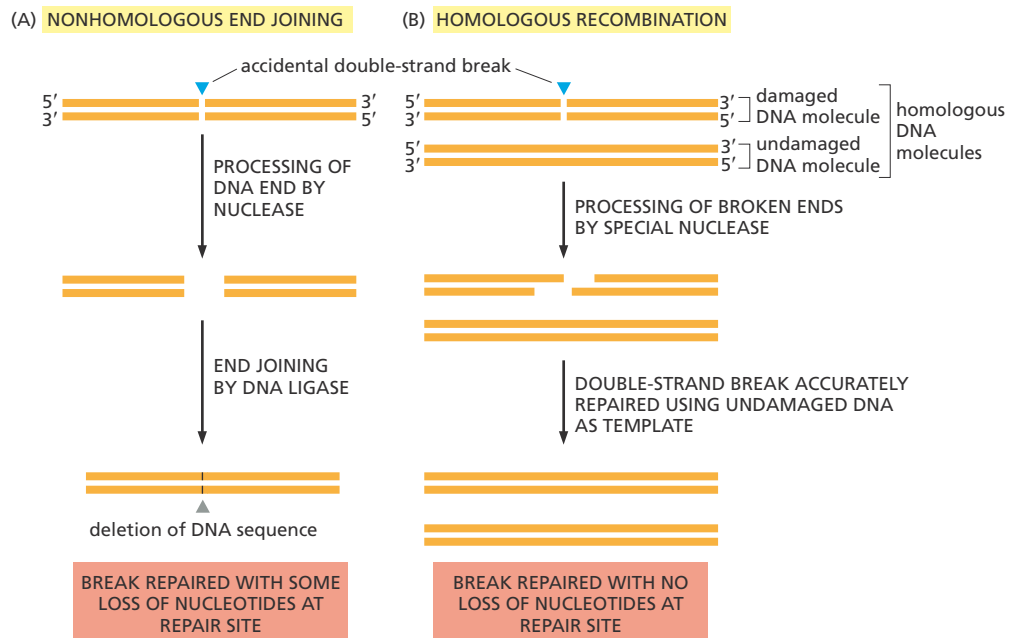 (A) NONHOMOLOGOUS END JOINING
accidental double-strand break
5′ 3′
3′ 5′
PROCESSING OF
DNA END BY
NUCLEASE
END JOINING
BY DNA LIGASE
deletion of DNA sequence
BREAK REPAIRED WITH SOME
LOSS OF NUCLEOTIDES AT
REPAIR SITE
(B) HOMOLOGOUS RECOMBINATION
5′ 3′
3′ 5′
damaged
DNA molecule
5′ 3′
3′ 5′
undamaged
DNA molecule
homologous
DNA
molecules
PROCESSING OF BROKEN ENDS
BY SPECIAL NUCLEASE
DOUBLE-STRAND BREAK ACCURATELY
REPAIRED USING UNDAMAGED DNA
AS TEMPLATE
BREAK REPAIRED WITH NO
LOSS OF NUCLEOTIDES AT
REPAIR SITE